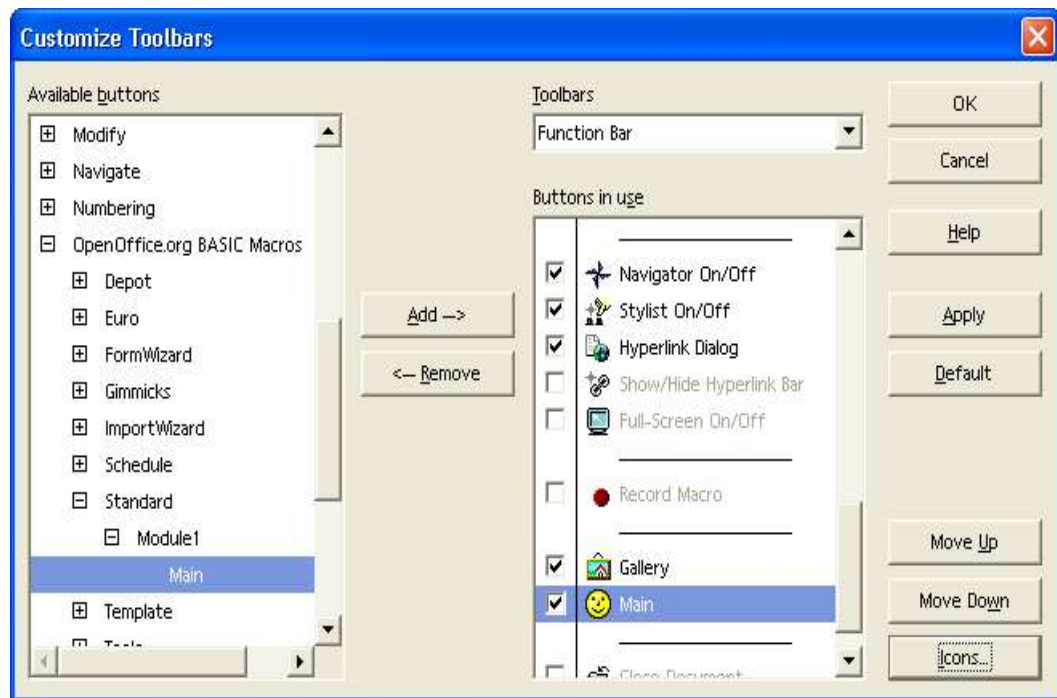 Customize Toolbars
Available buttons
Modify
Navigate
Numbering
OpenOffice.org BASIC Macros
Depot
Euro
FormWizard
Gimmicks
ImportWizard
Schedule
Standard
Module1
Main
Template
Tools
Add -->
<-- Remove
Toolbars
Function Bar
Buttons in use
Navigator On/Off
Stylist On/Off
Hyperlink Dialog
Show/Hide Hyperlink Bar
Full-Screen On/Off
Record Macro
Gallery
Main
Close Document
OK
Cancel
Help
Apply
Default
Move Up
Move Down
Icons...